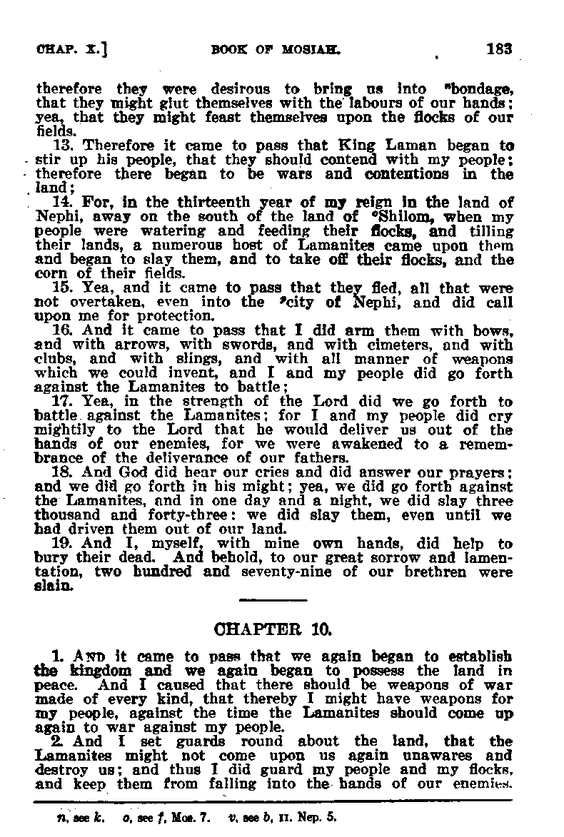 CHAP. X.] BOOK OF MOSIAH. 183
therefore they were desirous to bring us into ⁿbondage,
that they might glut themselves with the labours of our hands;
yea, that they might feast themselves upon the flocks of our
fields.
13. Therefore it came to pass that King Laman began to
stir up his people, that they should contend with my people;
therefore there began to be wars and contentions in the
land;
14. For, in the thirteenth year of my reign in the land of
Nephi, away on the south of the land of ᵒShilom, when my
people were watering and feeding their flocks, and tilling
their lands, a numerous host of Lamanites came upon them
and began to slay them, and to take off their flocks, and the
corn of their fields.
15. Yea, and it came to pass that they fled, all that were
not overtaken, even into the ᵖcity of Nephi, and did call
upon me for protection.
16. And it came to pass that I did arm them with bows,
and with arrows, with swords, and with cimeters, and with
clubs, and with slings, and with all manner of weapons
which we could invent, and I and my people did go forth
against the Lamanites to battle;
17. Yea, in the strength of the Lord did we go forth to
battle against the Lamanites; for I and my people did cry
mightily to the Lord that he would deliver us out of the
hands of our enemies, for we were awakened to a remem-
brance of the deliverance of our fathers.
18. And God did hear our cries and did answer our prayers;
and we did go forth in his might; yea, we did go forth against
the Lamanites, and in one day and a night, we did slay three
thousand and forty-three: we did slay them, even until we
had driven them out of our land.
19. And I, myself, with mine own hands, did help to
bury their dead. And behold, to our great sorrow and lamen-
tation, two hundred and seventy-nine of our brethren were
slain.
CHAPTER 10.
1. AND it came to pass that we again began to establish
the kingdom and we again began to possess the land in
peace. And I caused that there should be weapons of war
made of every kind, that thereby I might have weapons for
my people, against the time the Lamanites should come up
again to war against my people.
2. And I set guards round about the land, that the
Lamanites might not come upon us again unawares and
destroy us; and thus I did guard my people and my flocks,
and keep them from falling into the hands of our enemies.
n, see k. o, see f, Mos. 7. p, see b, II. Nep. 5.